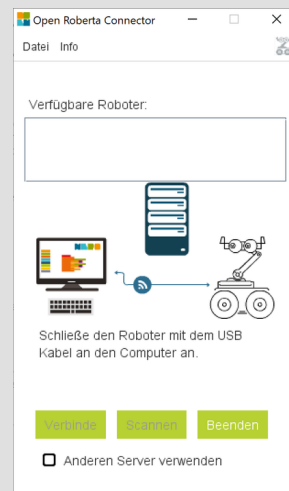 Open Roberta Connector
Datei Info
Verfügbare Roboter:
Schließe den Roboter mit dem USB
Kabel an den Computer an.
Verbinde Scannen Beenden
Anderen Server verwenden